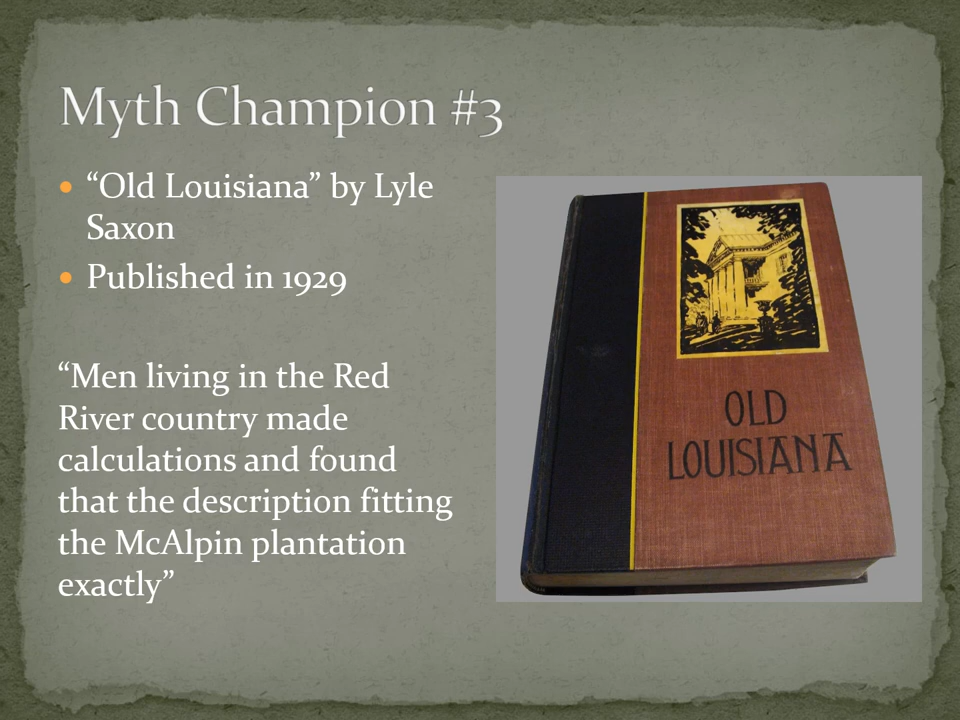 Myth Champion #3
“Old Louisiana” by Lyle
Saxon
Published in 1929
“Men living in the Red
River country made
calculations and found
that the description fitting
the McAlpin plantation
exactly”
OLD
LOUISIANA